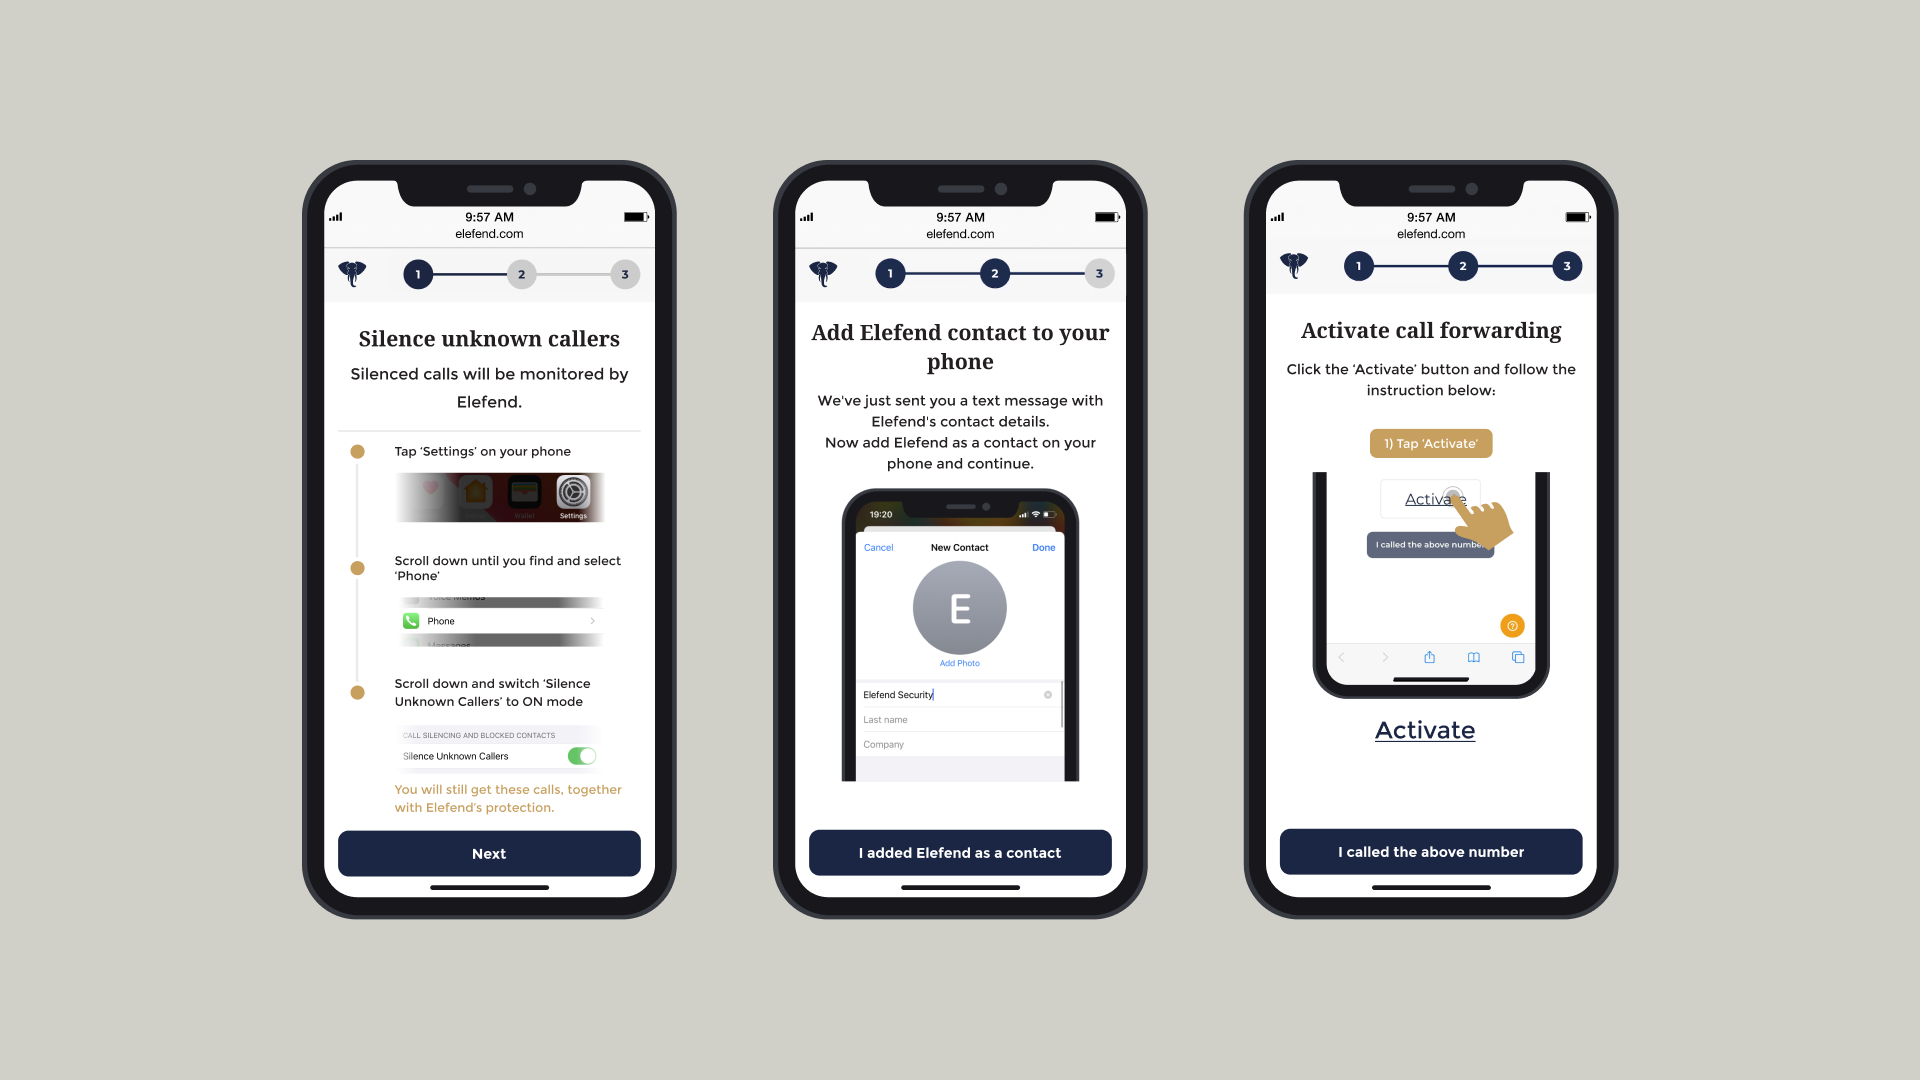 9:57 AM
elefend.com
1
2
3
Silence unknown callers
Silenced calls will be monitored by
Elefend.
Tap ‘Settings’ on your phone
Wallet
Settings
Scroll down until you find and select
‘Phone’
Voice Memos
Phone
Messages
Scroll down and switch ‘Silence
Unknown Callers’ to ON mode
CALL SILENCING AND BLOCKED CONTACTS
Silence Unknown Callers
You will still get these calls, together
with Elefend’s protection.
Next
9:57 AM
elefend.com
1
2
3
Add Elefend contact to your
phone
We've just sent you a text message with
Elefend's contact details.
Now add Elefend as a contact on your
phone and continue.
19:20
Cancel
New Contact
Done
E
Add Photo
Elefend Security
Last name
Company
I added Elefend as a contact
9:57 AM
elefend.com
1
2
3
Activate call forwarding
Click the ‘Activate’ button and follow the
instruction below:
1) Tap ‘Activate’
Activate
I called the above number
Activate
I called the above number